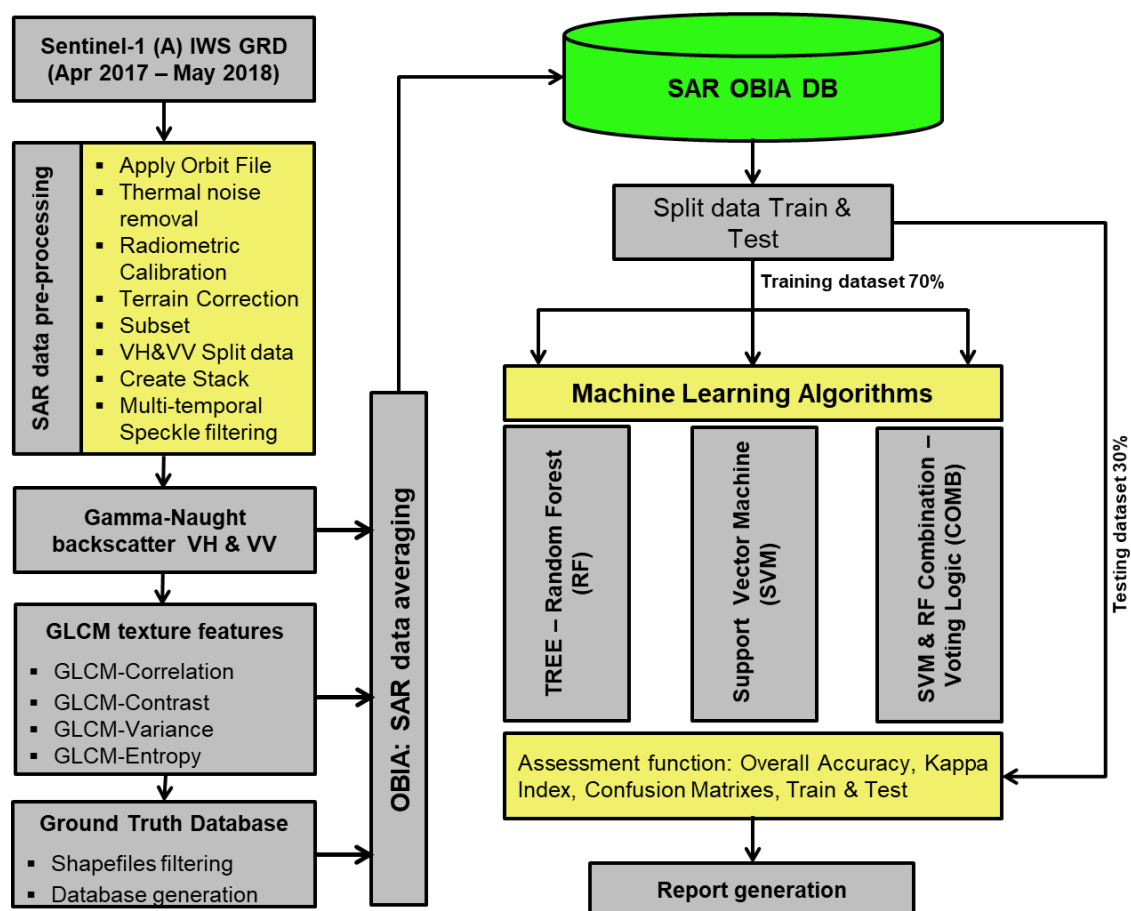 Sentinel-1 (A) IWS GRD
(Apr 2017 – May 2018)
SAR data pre-processing
▪ Apply Orbit File
▪ Thermal noise
removal
▪ Radiometric
Calibration
▪ Terrain Correction
▪ Subset
▪ VH&VV Split data
▪ Create Stack
▪ Multi-temporal
Speckle filtering
Gamma-Naught
backscatter VH & VV
GLCM texture features
▪ GLCM-Correlation
▪ GLCM-Contrast
▪ GLCM-Variance
▪ GLCM-Entropy
Ground Truth Database
▪ Shapefiles filtering
▪ Database generation
OBIA: SAR data averaging
SAR OBIA DB
Split data Train &
Test
Training dataset 70%
Machine Learning Algorithms
TREE – Random Forest
(RF)
Support Vector Machine
(SVM)
SVM & RF Combination –
Voting Logic (COMB)
Testing dataset 30%
Assessment function: Overall Accuracy, Kappa
Index, Confusion Matrixes, Train & Test
Report generation